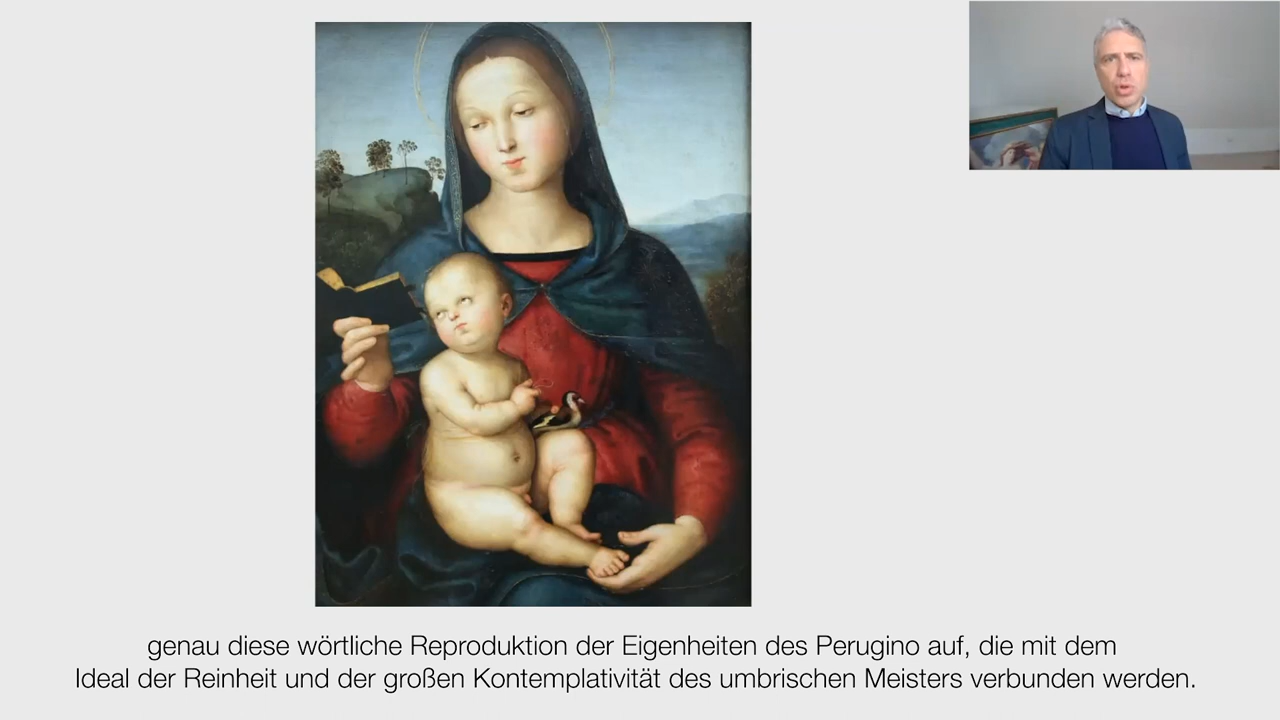 genau diese wörtliche Reproduktion der Eigenheiten des Perugino auf, die mit dem
Ideal der Reinheit und der großen Kontemplativität des umbrischen Meisters verbunden werden.